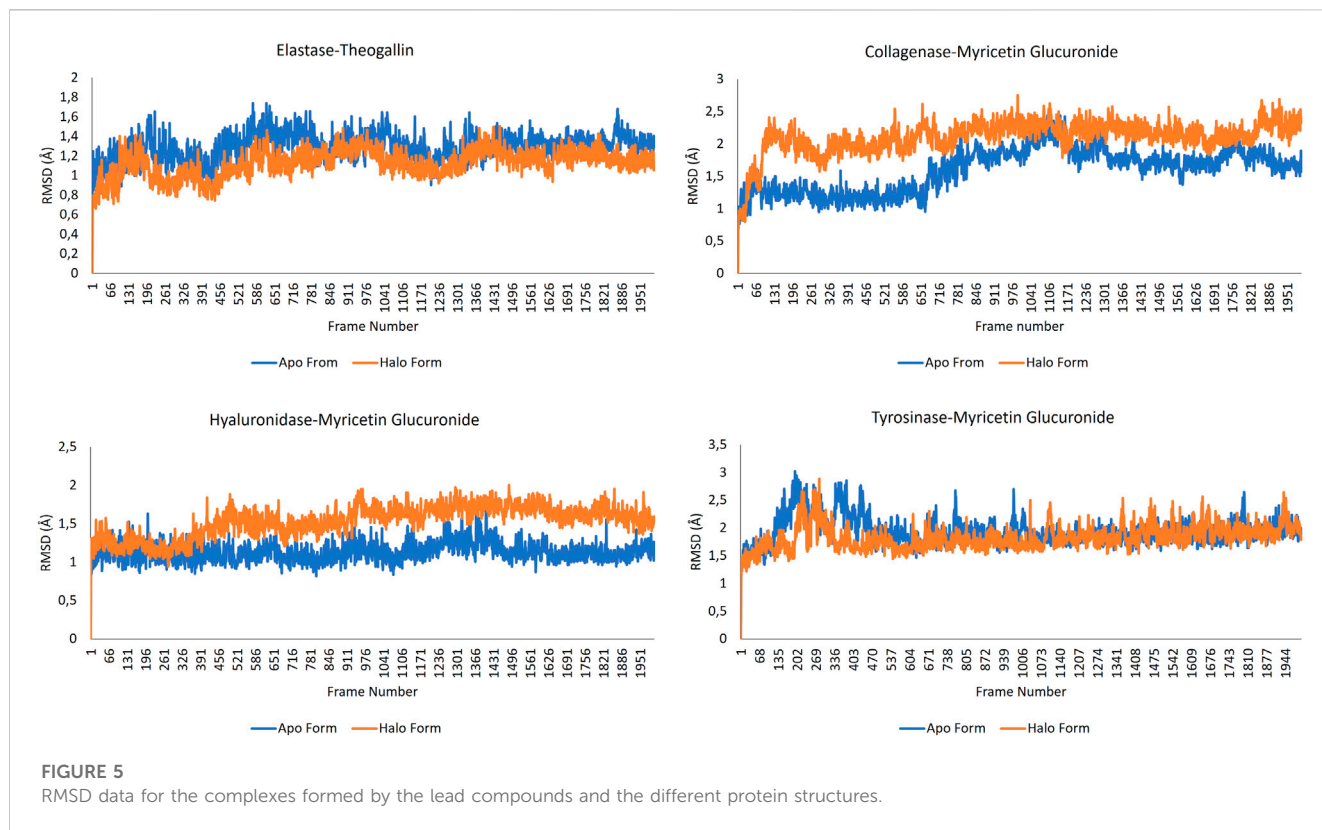 Elastase-Theogallin
2
1,8
1,6
1,4
1,2
1
0,8
0,6
0,4
0,2
0
RMSD (Å)
1 66 131 196 261 326 391 456 521 586 651 716 781 846 911 976 1041 1106 1171 1236 1301 1366 1431 1496 1561 1626 1691 1756 1821 1886 1951
Frame Number
Apo From Halo Form
Collagenase-Myricetin Glucuronide
3
2,5
2
1,5
1
0,5
0
RMSD (Å)
1 66 131 196 261 326 391 456 521 586 651 716 781 846 911 976 1041 1106 1171 1236 1301 1366 1431 1496 1561 1626 1691 1756 1821 1886 1951
Frame number
Apo Form Halo Form
Hyaluronidase-Myricetin Glucuronide
2,5
2
1,5
1
0,5
0
RMSD (Å)
1 66 131 196 261 326 391 456 521 586 651 716 781 846 911 976 1041 1106 1171 1236 1301 1366 1431 1496 1561 1626 1691 1756 1821 1886 1951
Frame Number
Apo Form Halo Form
Tyrosinase-Myricetin Glucuronide
3,5
3
2,5
2
1,5
1
0,5
0
RMSD (Å)
1 68 135 202 269 336 403 470 537 604 671 738 805 872 939 1006 1073 1140 1207 1274 1341 1408 1475 1542 1609 1676 1743 1810 1877 1944
Frame Number
Apo Form Halo Form
FIGURE 5
RMSD data for the complexes formed by the lead compounds and the different protein structures.